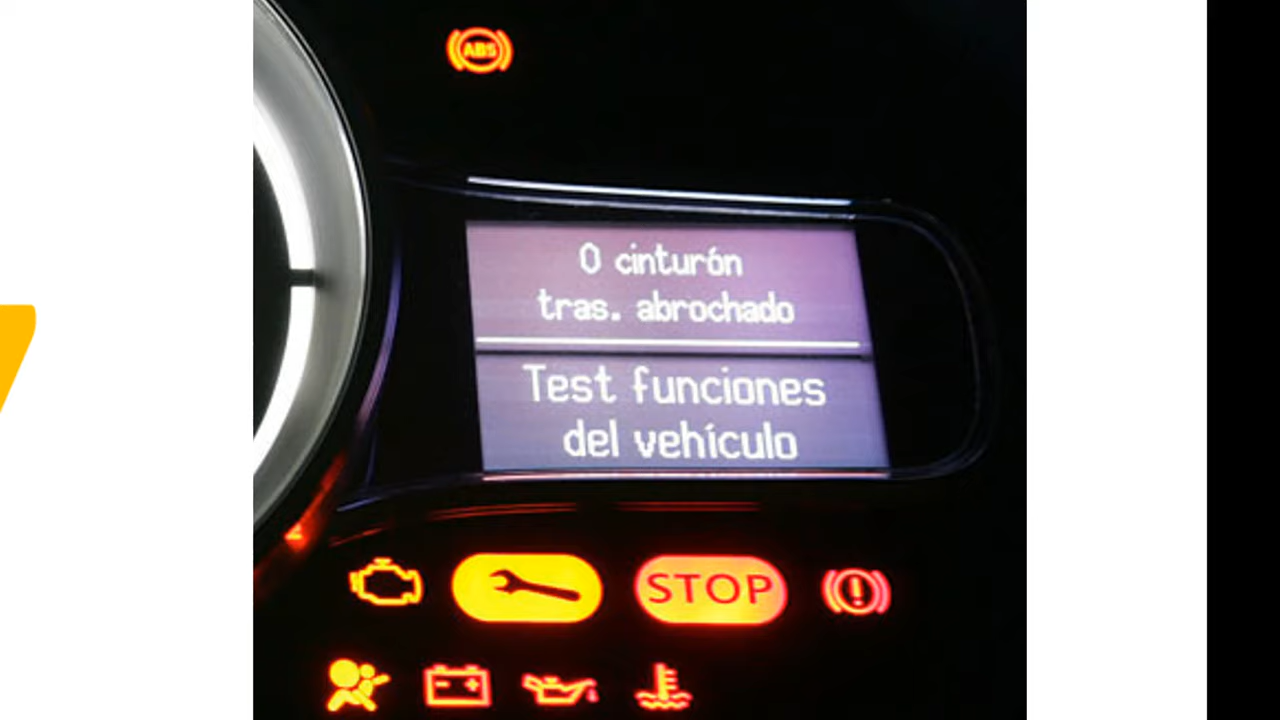 ABS
0 cinturón
tras. abrochado
Test funciones
del vehículo
STOP